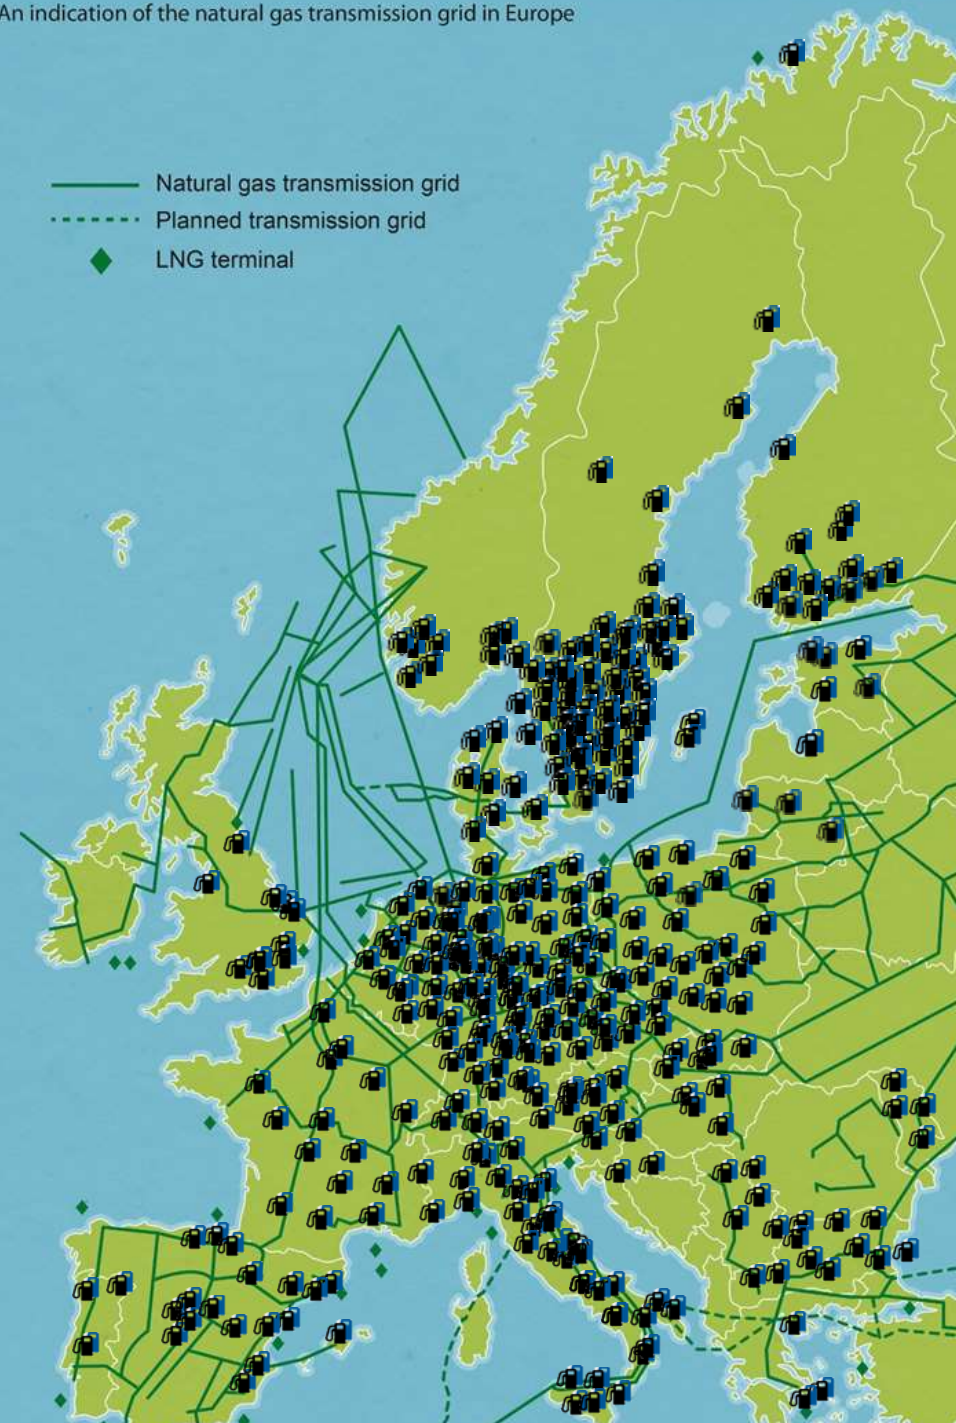 An indication of the natural gas transmission grid in Europe
Natural gas transmission grid
Planned transmission grid
LNG terminal